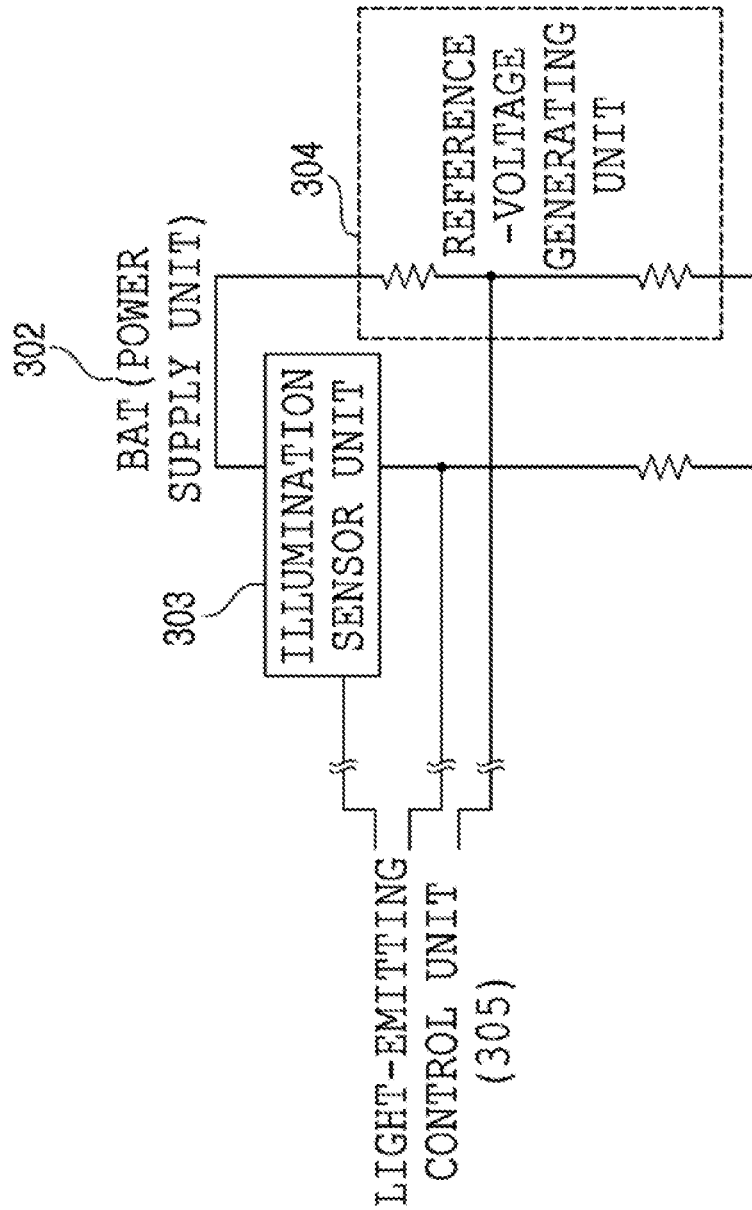 302
BAT(POWER
SUPPLY UNIT)
304
303
ILLUMINATION
SENSOR UNIT
REFERENCE
-VOLTAGE
GENERATING
UNIT
LIGHT-EMITTING
CONTROL UNIT
(305)